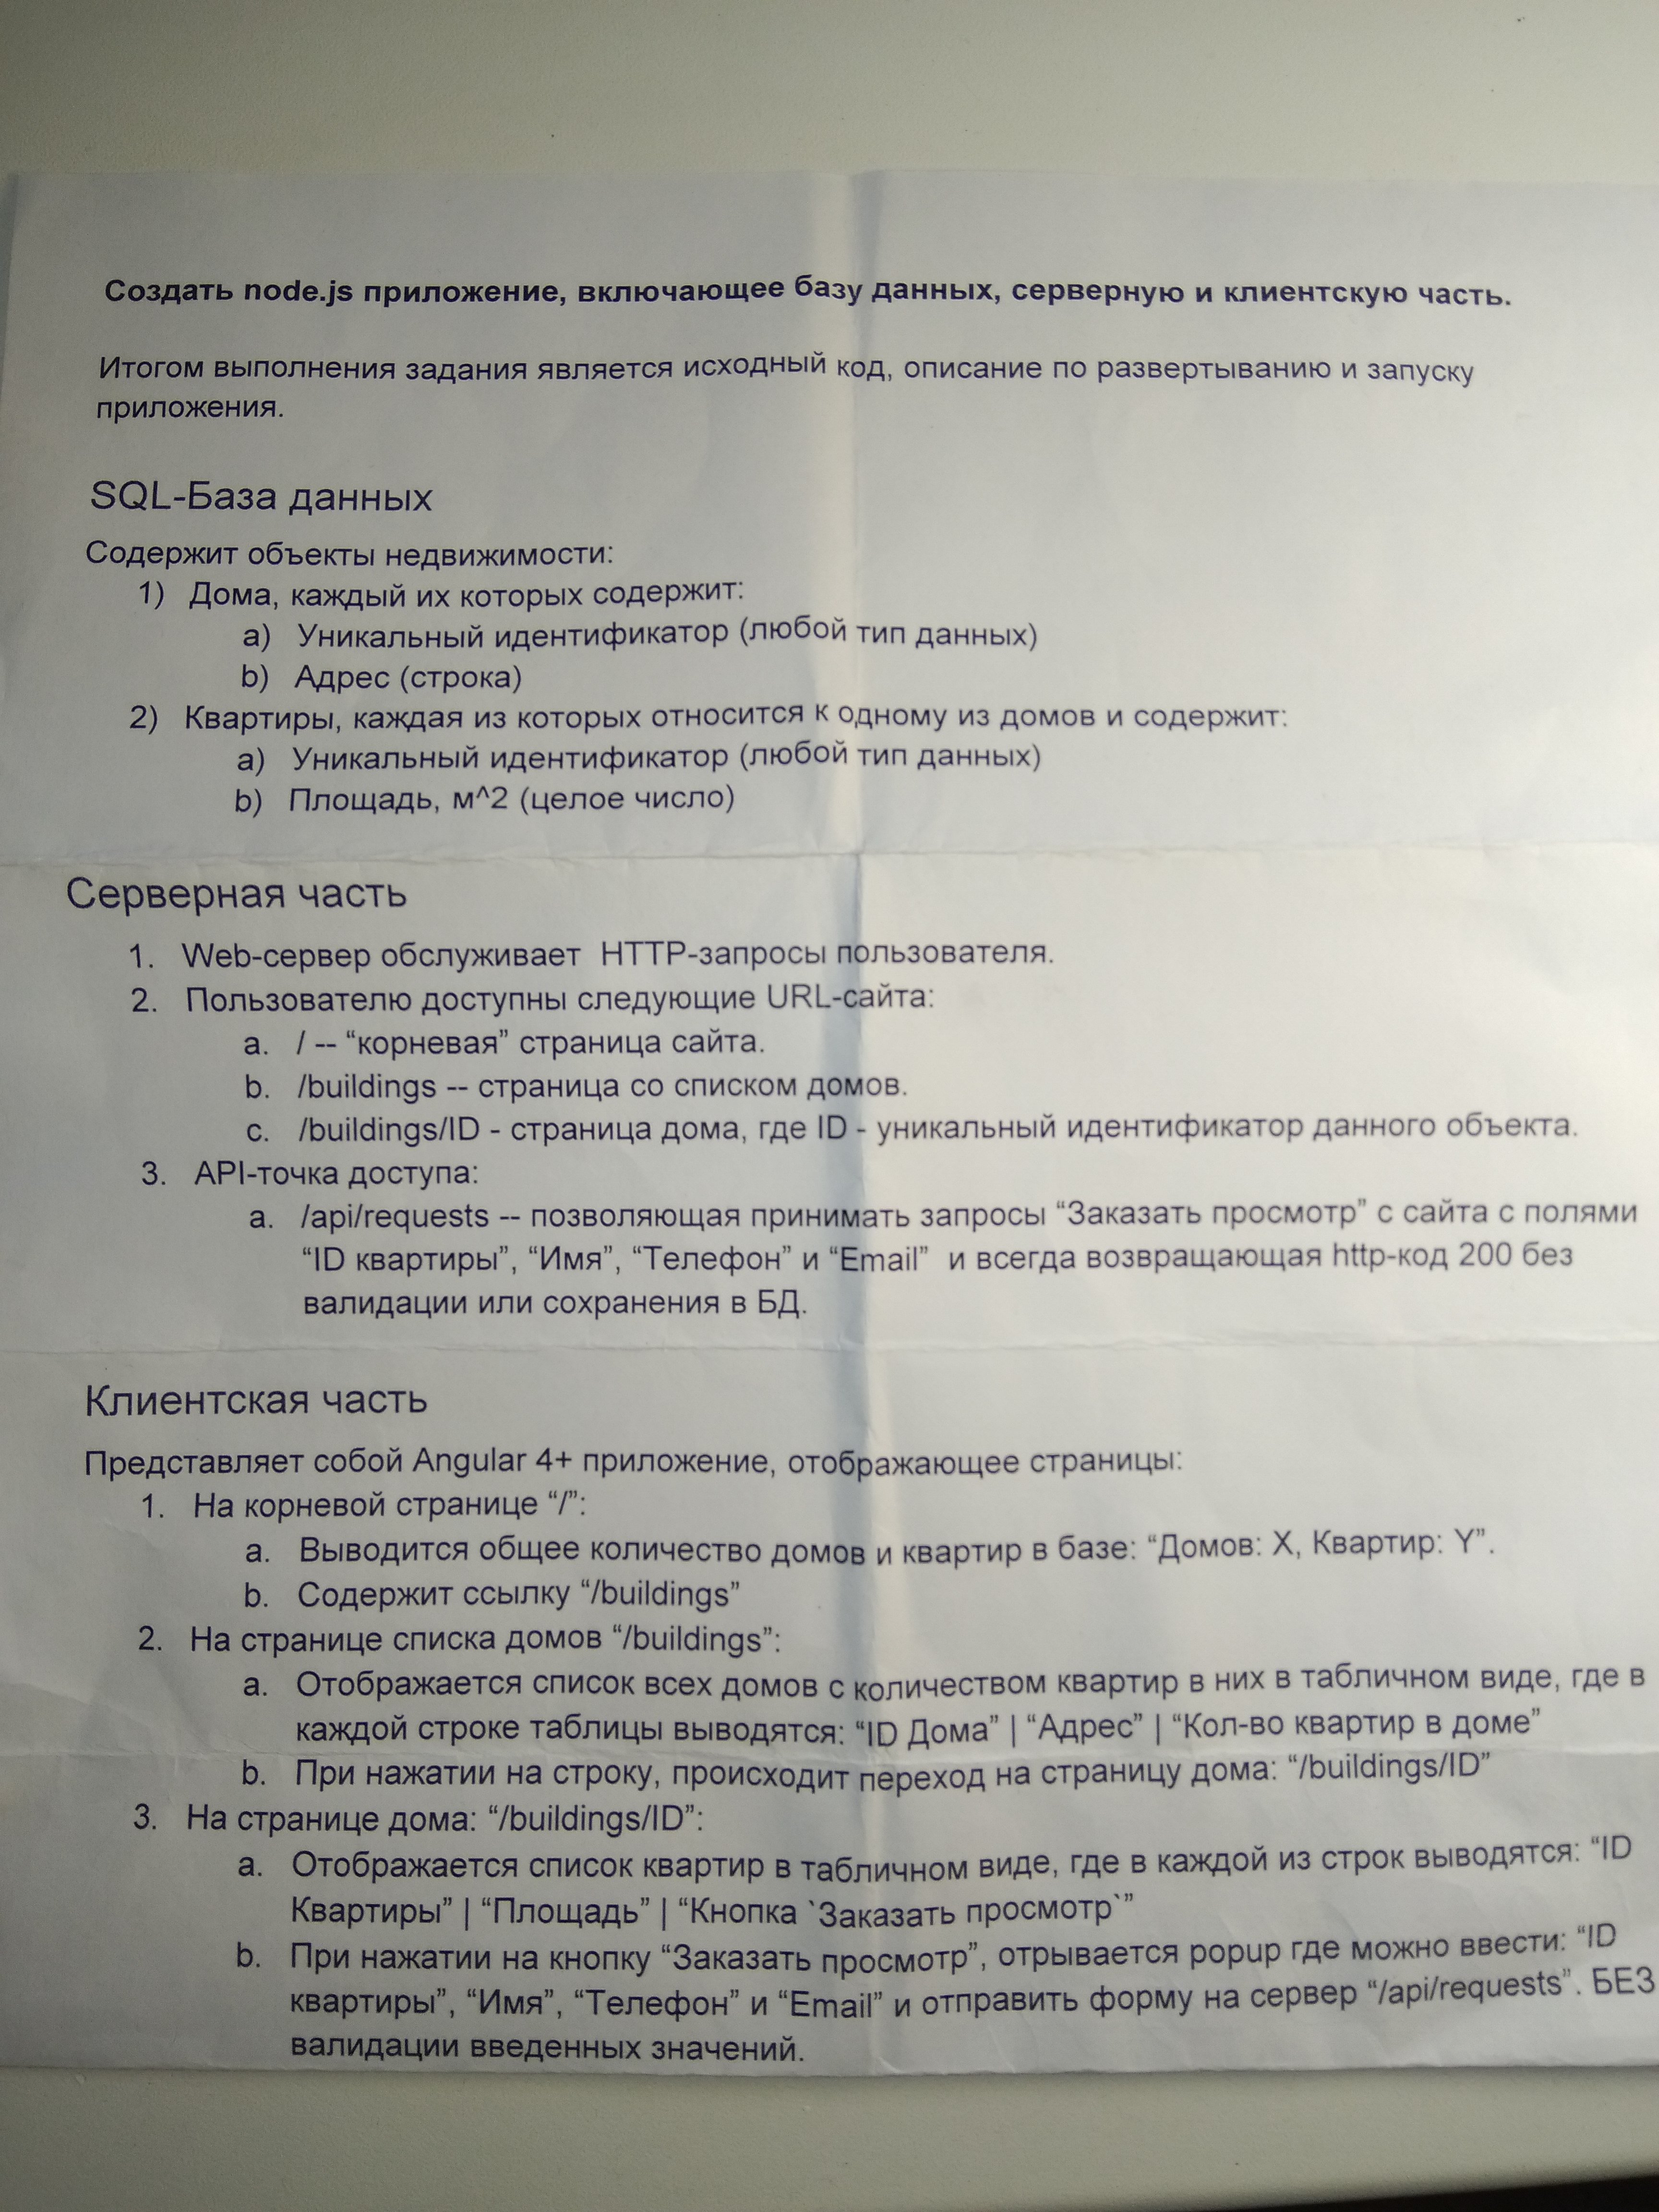 Создать node.js приложение, включающее базу данных, серверную и клиентскую часть.
Итогом выполнения задания является исходный код, описание по развертыванию и запуску
приложения.
SQL-База данных
Содержит объекты недвижимости:
1) Дома, каждый их которых содержит:
a) Уникальный идентификатор (любой тип данных)
b) Адрес (строка)
2) Квартиры, каждая из которых относится к одному из домов и содержит:
a) Уникальный идентификатор (любой тип данных)
b) Площадь, м^2 (целое число)
Серверная часть
1. Web-сервер обслуживает HTTP-запросы пользователя.
2. Пользователю доступны следующие URL-сайта:
a. / -- “корневая” страница сайта.
b. /buildings -- страница со списком домов.
c. /buildings/ID - страница дома, где ID - уникальный идентификатор данного объекта.
3. API-точка доступа:
a. /api/requests -- позволяющая принимать запросы “Заказать просмотр” с сайта с полями
“ID квартиры”, “Имя”, “Телефон” и “Email” и всегда возвращающая http-код 200 без
валидации или сохранения в БД.
Клиентская часть
Представляет собой Angular 4+ приложение, отображающее страницы:
1. На корневой странице “/”:
a. Выводится общее количество домов и квартир в базе: “Домов: X, Квартир: Y”.
b. Содержит ссылку “/buildings”
2. На странице списка домов “/buildings”:
a. Отображается список всех домов с количеством квартир в них в табличном виде, где в
каждой строке таблицы выводятся: “ID Дома” | “Адрес” | “Кол-во квартир в доме”
b. При нажатии на строку, происходит переход на страницу дома: “/buildings/ID”
3. На странице дома: “/buildings/ID”:
a. Отображается список квартир в табличном виде, где в каждой из строк выводятся: “ID
Квартиры” | “Площадь” | “Кнопка `Заказать просмотр`”
b. При нажатии на кнопку “Заказать просмотр”, отрывается popup где можно ввести: “ID
квартиры”, “Имя”, “Телефон” и “Email” и отправить форму на сервер “/api/requests”. БЕЗ
валидации введенных значений.